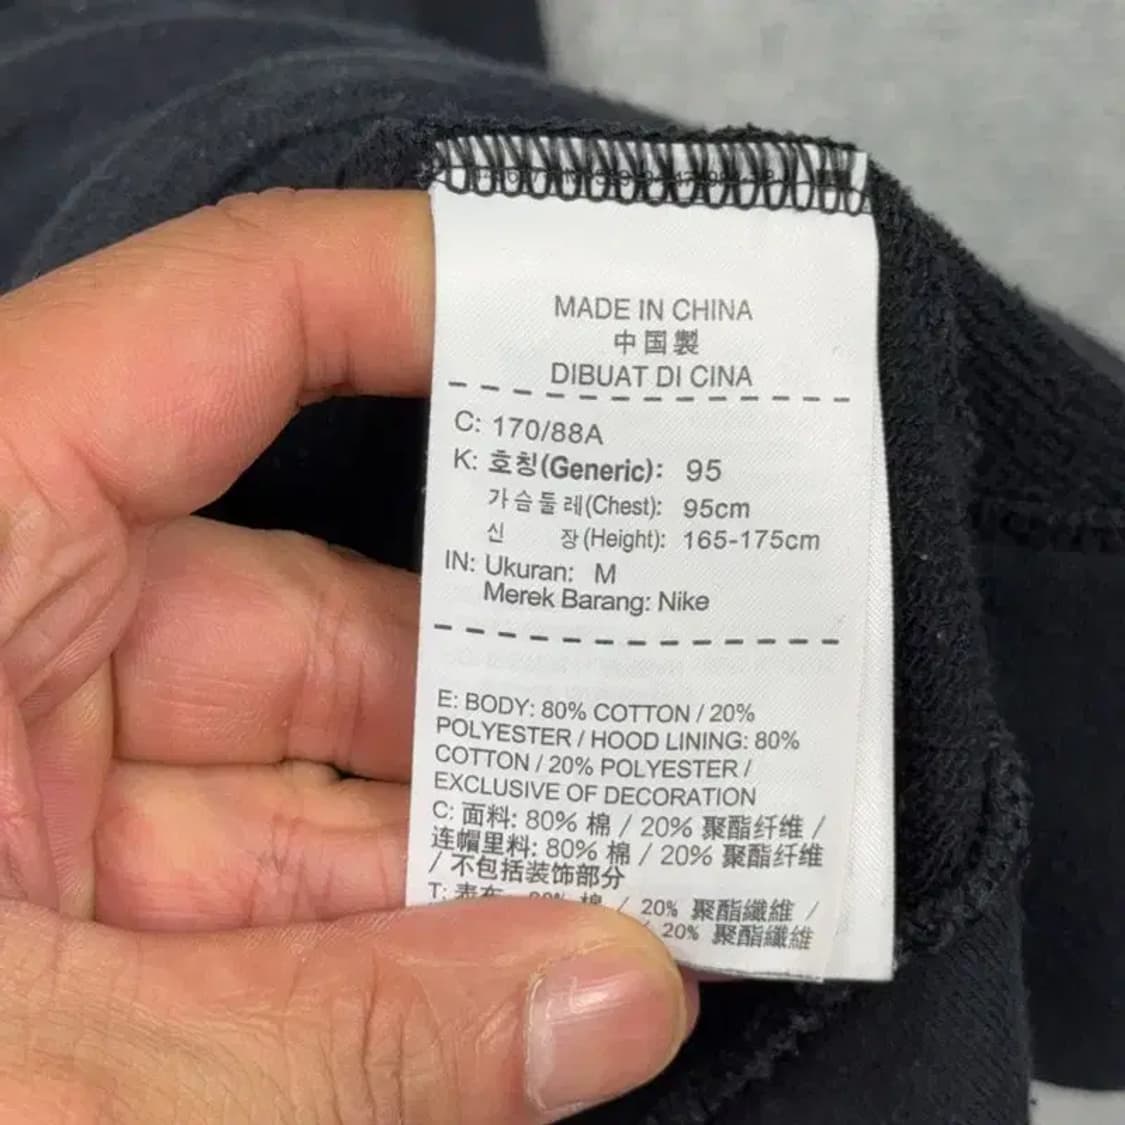 MADE IN CHINA
中国製
DIBUAT DI CINA
C: 170/88A
K: 호칭(Generic): 95
가슴둘레(Chest): 95cm
신 장(Height): 165-175cm
IN: Ukuran: M
Merek Barang: Nike
E: BODY: 80% COTTON / 20%
POLYESTER / HOOD LINING: 80%
COTTON / 20% POLYESTER /
EXCLUSIVE OF DECORATION
C: 面料: 80% 棉 / 20% 聚酯纤维 /
连帽里料: 80% 棉 / 20% 聚酯纤维
/ 不包括装饰部分
T: 表布 棉 / 20% 聚酯纖維 /
20% 聚酯纖維